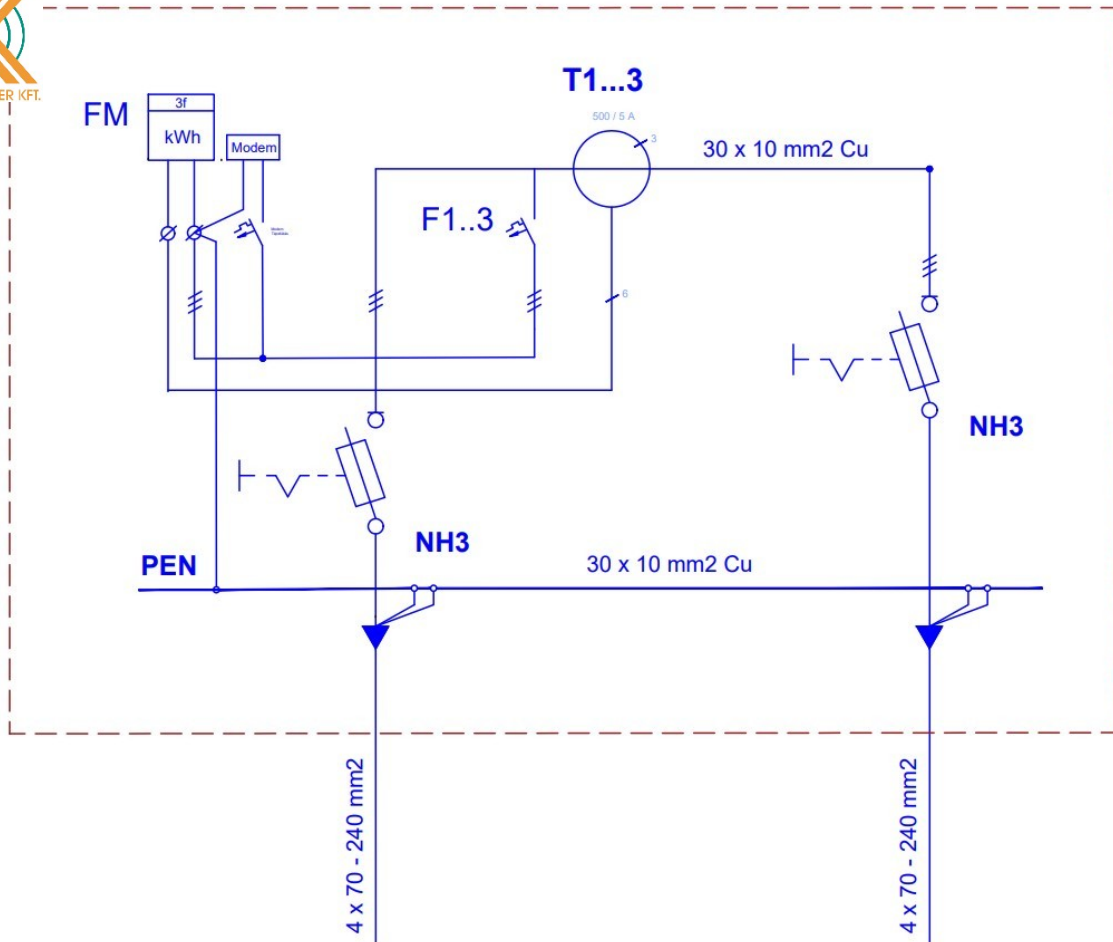 ER KFT.
T1...3
500 / 5 A
3
30 x 10 mm2 Cu
FM
3f
kWh
Modem
F1..3
6
NH3
NH3
PEN
30 x 10 mm2 Cu
4 x 70 - 240 mm2
4 x 70 - 240 mm2